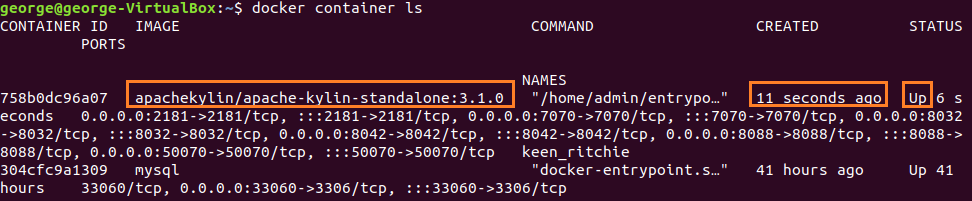 george@george-VirtualBox:~$ docker container ls
CONTAINER ID   IMAGE                                     COMMAND                  CREATED          STATUS
         PORTS
                                                         NAMES
758b0dc96a07   apachekylin/apache-kylin-standalone:3.1.0   "/home/admin/entrypo…"   11 seconds ago   Up 6 s
econds   0.0.0.0:2181->2181/tcp, :::2181->2181/tcp, 0.0.0.0:7070->7070/tcp, :::7070->7070/tcp, 0.0.0.0:8032
->8032/tcp, :::8032->8032/tcp, 0.0.0.0:8042->8042/tcp, :::8042->8042/tcp, 0.0.0.0:8088->8088/tcp, :::8088->
8088/tcp, 0.0.0.0:50070->50070/tcp, :::50070->50070/tcp   keen_ritchie
304cfc9a1309   mysql                                     "docker-entrypoint.s…"   41 hours ago     Up 41
hours    33060/tcp, 0.0.0.0:33060->3306/tcp, :::33060->3306/tcp